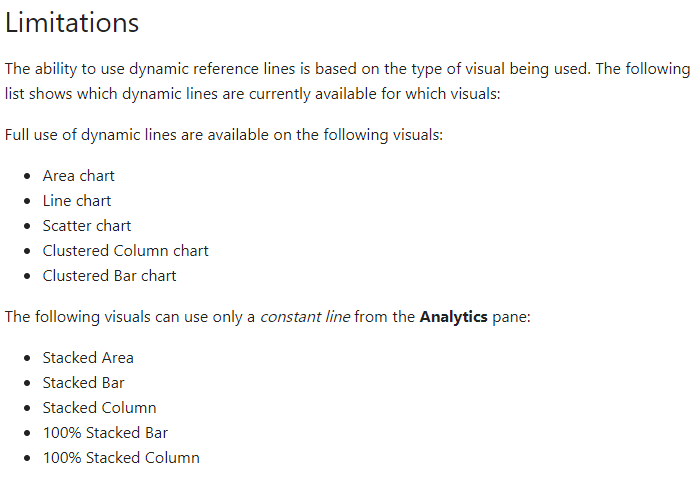 Limitations
The ability to use dynamic reference lines is based on the type of visual being used. The following
list shows which dynamic lines are currently available for which visuals:
Full use of dynamic lines are available on the following visuals:
• Area chart
• Line chart
• Scatter chart
• Clustered Column chart
• Clustered Bar chart
The following visuals can use only a constant line from the Analytics pane:
• Stacked Area
• Stacked Bar
• Stacked Column
• 100% Stacked Bar
• 100% Stacked Column